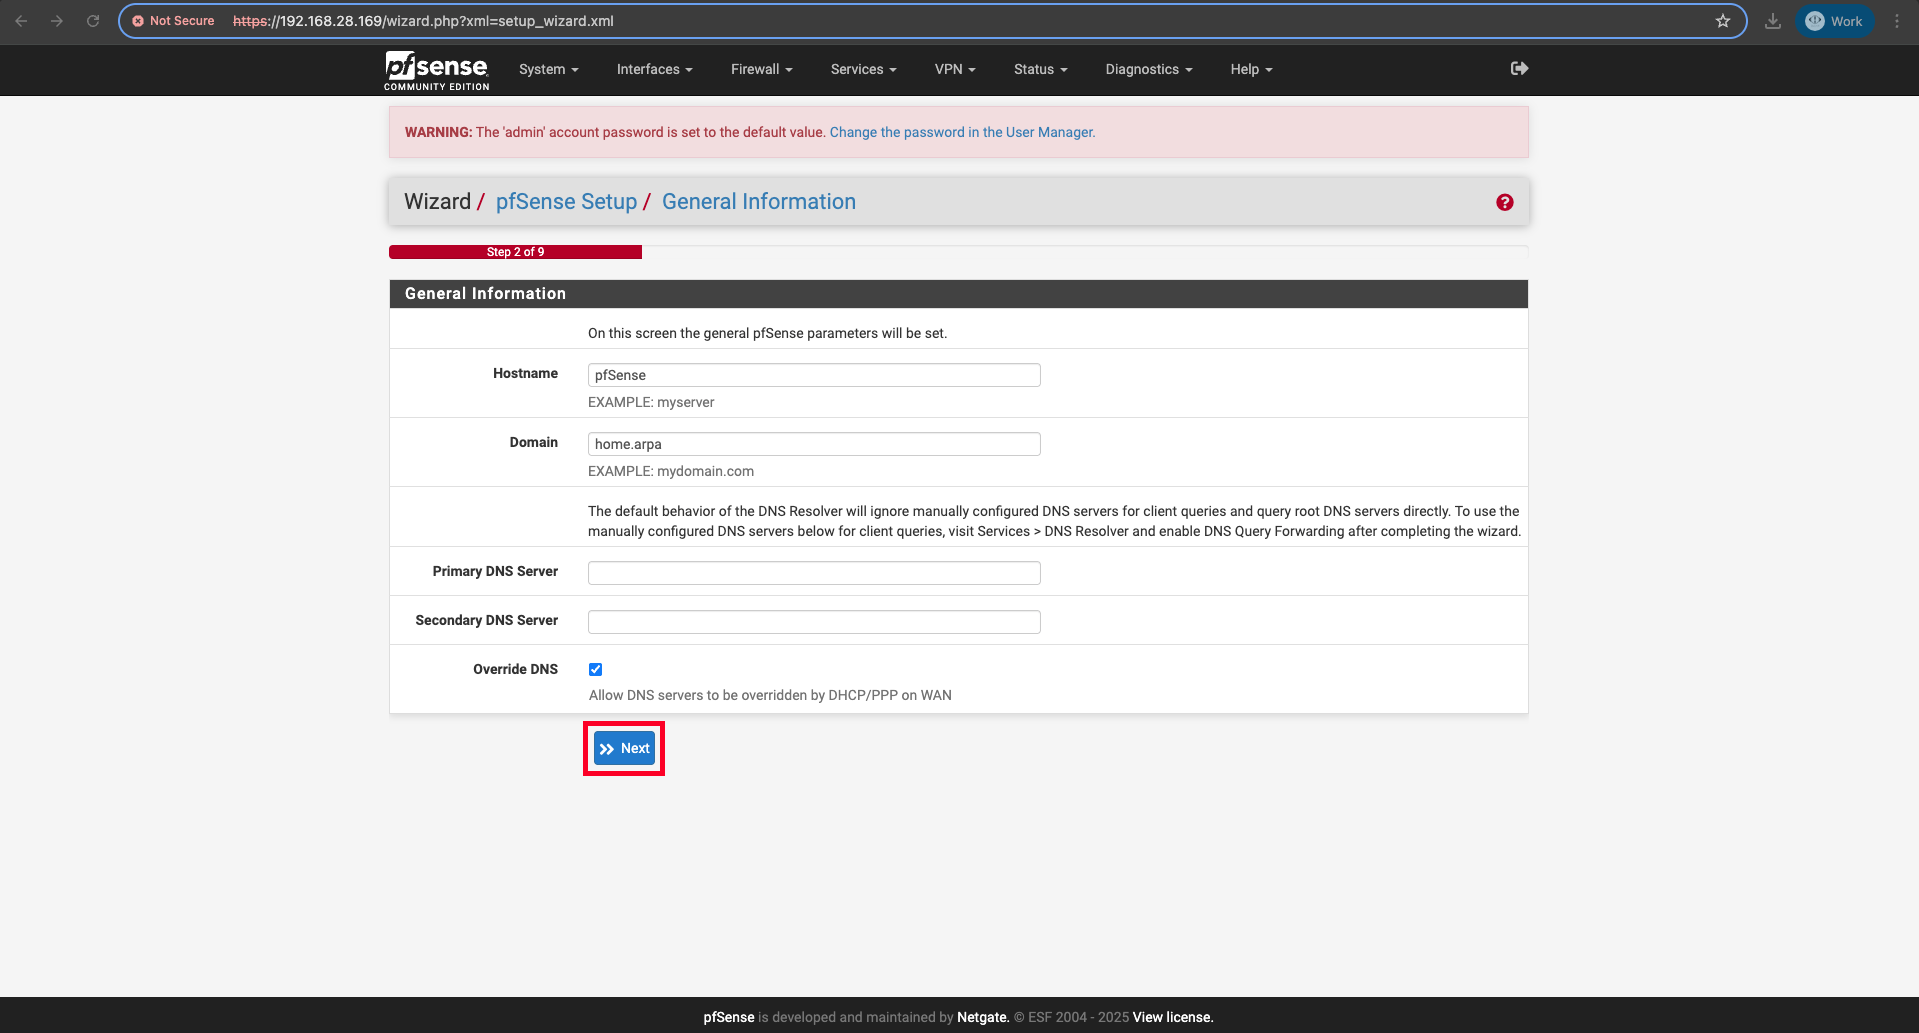 Not Secure https://192.168.28.169/wizard.php?xml=setup_wizard.xml Work
pfsense COMMUNITY EDITION System Interfaces Firewall Services VPN Status Diagnostics Help
WARNING: The 'admin' account password is set to the default value. Change the password in the User Manager.
Wizard / pfSense Setup / General Information
Step 2 of 9
General Information
On this screen the general pfSense parameters will be set.
Hostname pfSense
EXAMPLE: myserver
Domain home.arpa
EXAMPLE: mydomain.com
The default behavior of the DNS Resolver will ignore manually configured DNS servers for client queries and query root DNS servers directly. To use the
manually configured DNS servers below for client queries, visit Services > DNS Resolver and enable DNS Query Forwarding after completing the wizard.
Primary DNS Server
Secondary DNS Server
Override DNS
Allow DNS servers to be overridden by DHCP/PPP on WAN
Next
pfSense is developed and maintained by Netgate. © ESF 2004 - 2025 View license.